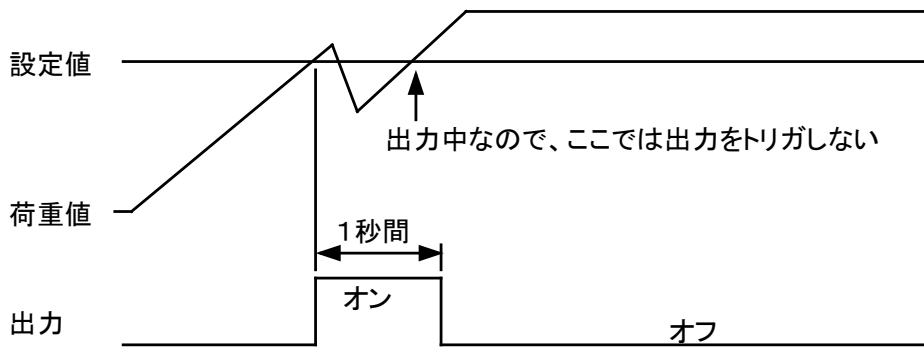 設定値
出力中なので、ここでは出力をトリガしない
荷重値
１秒間
オン
出力
オフ